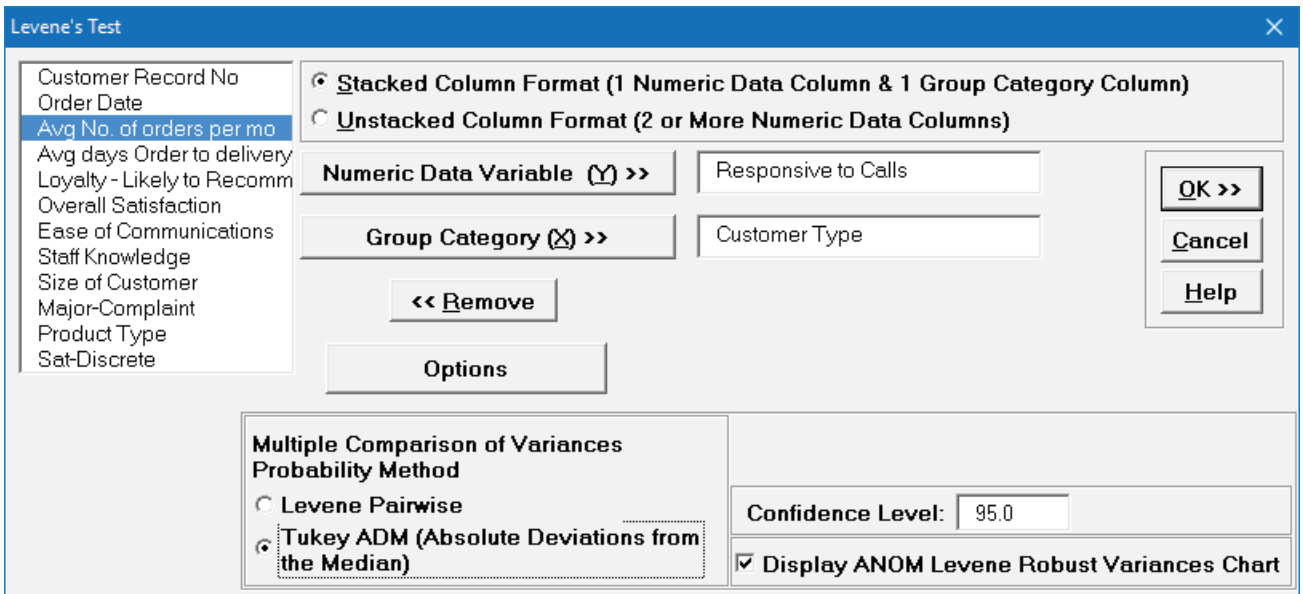 Levene's Test
Customer Record No
Order Date
Avg No. of orders per mo
Avg days Order to delivery
Loyalty - Likely to Recomm
Overall Satisfaction
Ease of Communications
Staff Knowledge
Size of Customer
Major-Complaint
Product Type
Sat-Discrete
Stacked Column Format (1 Numeric Data Column & 1 Group Category Column)
Unstacked Column Format (2 or More Numeric Data Columns)
Numeric Data Variable (Y) >>
Responsive to Calls
Group Category (X) >>
Customer Type
<< Remove
Options
OK >>
Cancel
Help
Multiple Comparison of Variances
Probability Method
Levene Pairwise
Tukey ADM (Absolute Deviations from
the Median)
Confidence Level: 95.0
Display ANOM Levene Robust Variances Chart